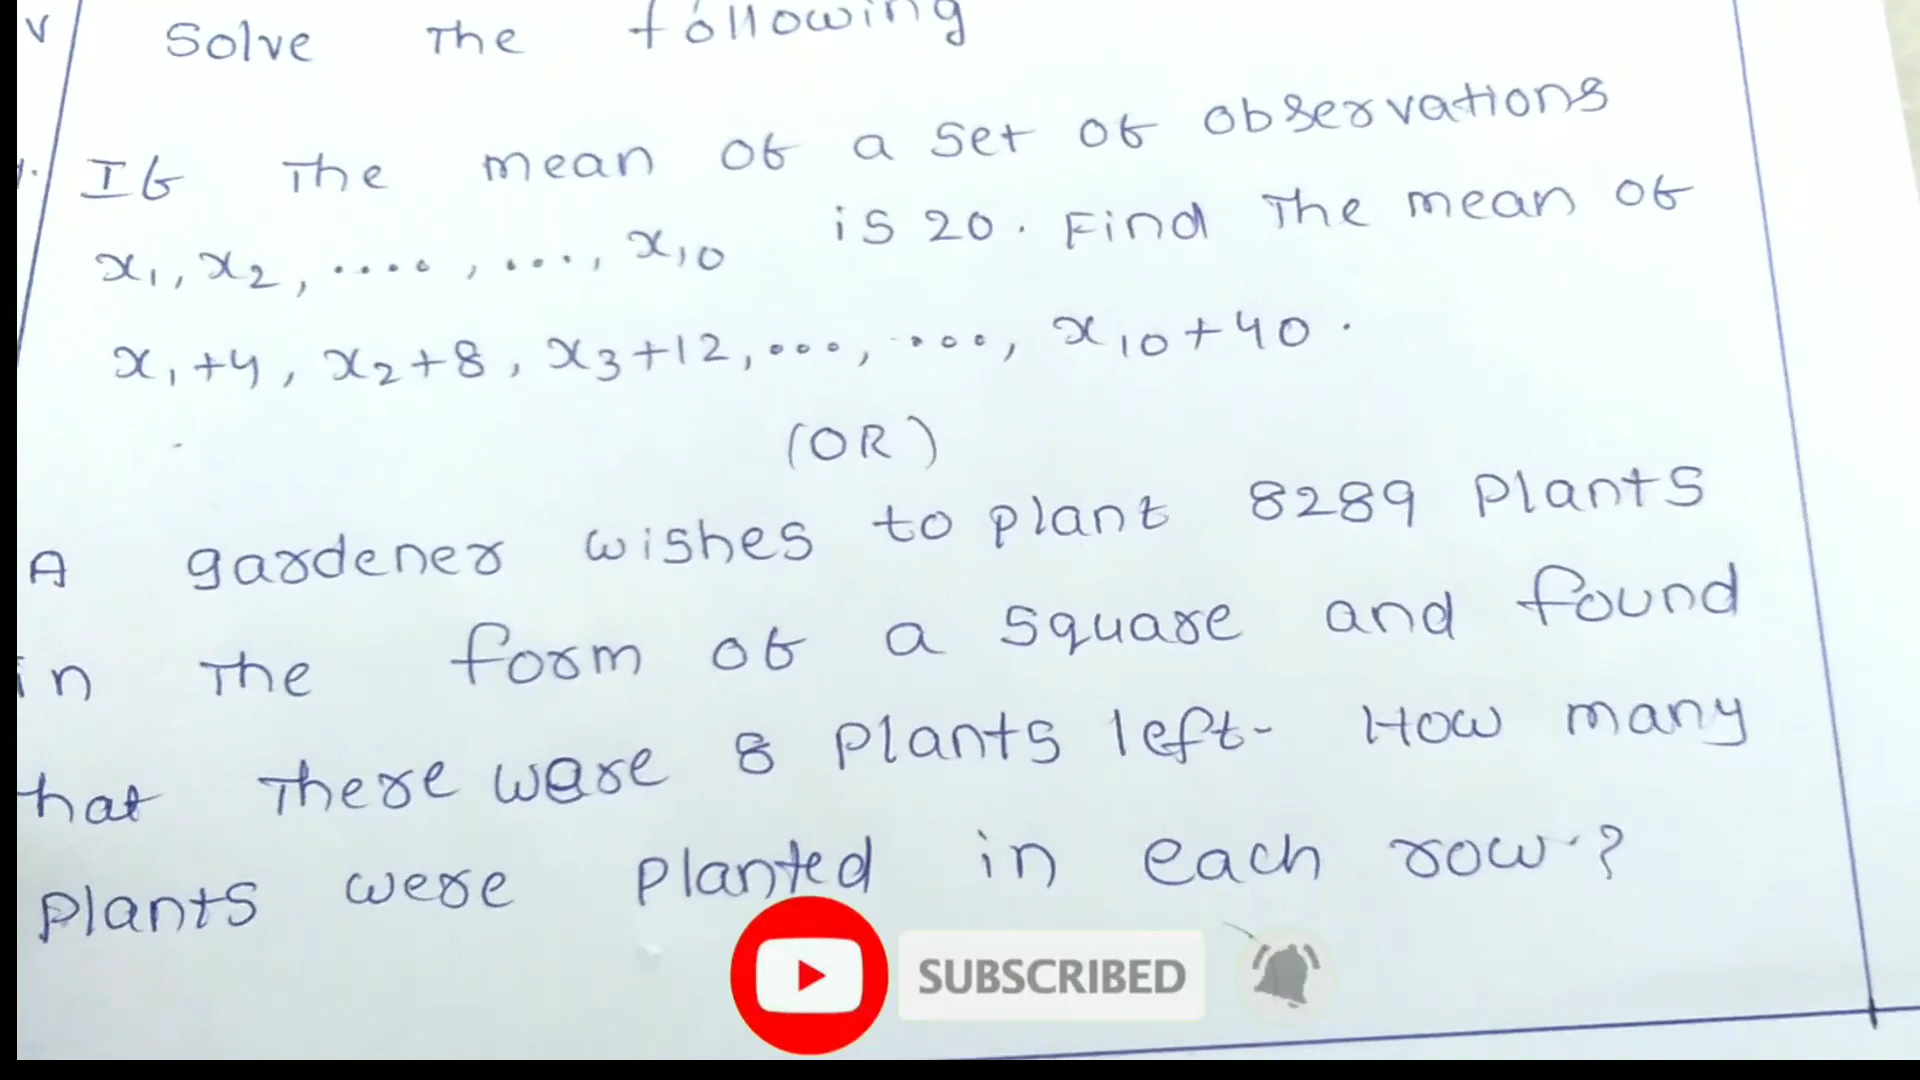 V Solve The following
1. If The mean of a set of observations
x₁, x₂, ...., ..., x₁₀ is 20. Find The mean of
x₁+4, x₂+8, x₃+12, ..., ..., x₁₀+40.
(OR)
A gardener wishes to plant 8289 plants
in The form of a square and found
hat There were 8 plants left- How many
plants were planted in each row?
SUBSCRIBED